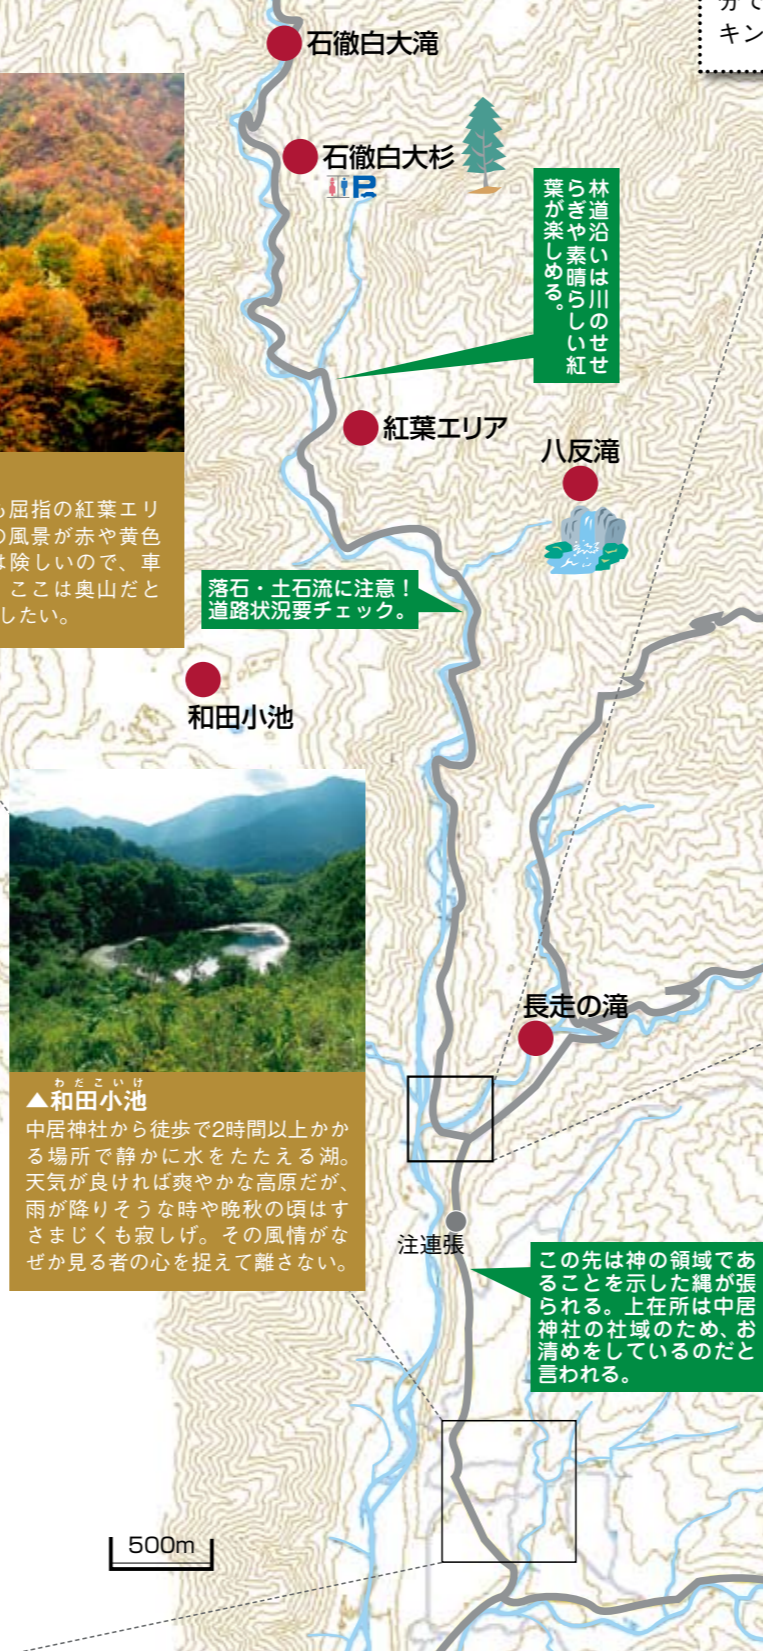 分で
キン
石徹白大滝
石徹白大杉
P
林道沿いは川のせせ
らぎや素晴らしい紅
葉が楽しめる。
紅葉エリア
八反滝
も屈指の紅葉エリ
の風景が赤や黄色
は険しいので、車
ここは奥山だと
したい。
落石・土石流に注意！
道路状況要チェック。
和田小池
長走の滝
わだこいけ
▲和田小池
中居神社から徒歩で2時間以上かか
る場所で静かに水をたたえる湖。
天気が良ければ爽やかな高原だが、
雨が降りそうな時や晩秋の頃はす
さまじくも寂しげ。その風情がな
ぜか見る者の心を捉えて離さない。
注連張
この先は神の領域であ
ることを示した縄が張
られる。上在所は中居
神社の社域のため、お
清めをしているのだと
言われる。
500m